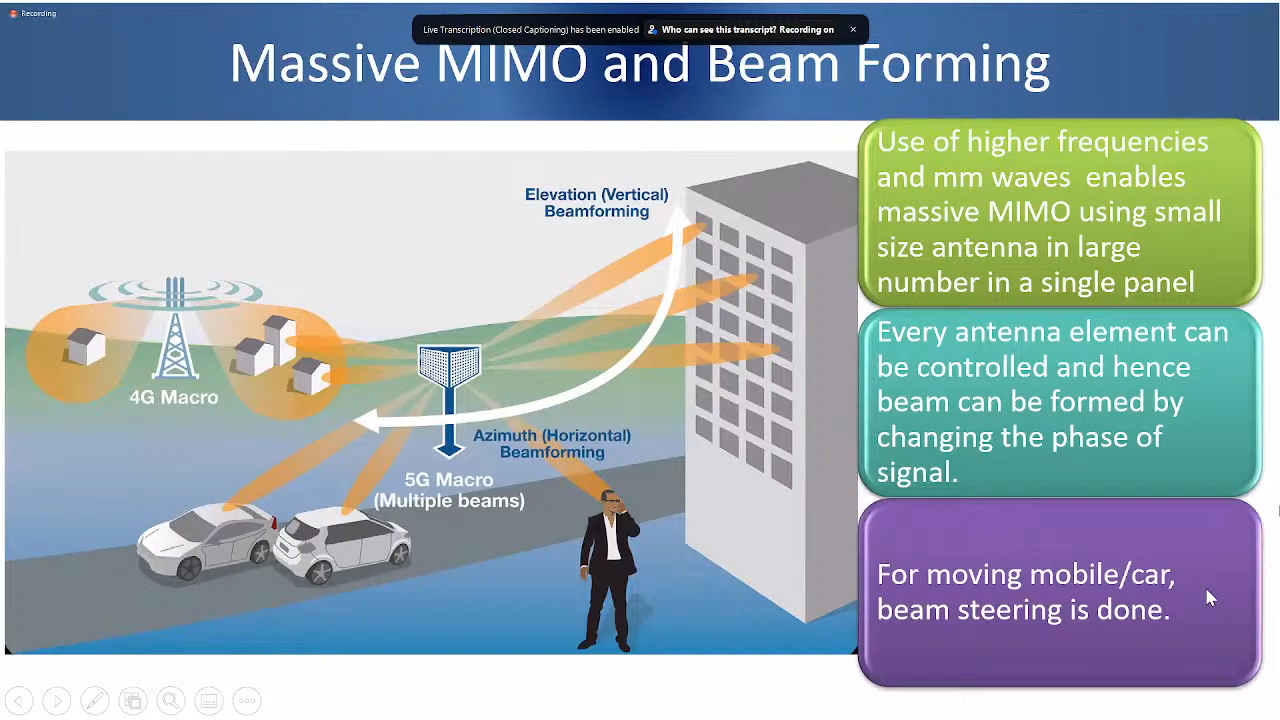 Recording
Live Transcription (Closed Captioning) has been enabled
Who can see this transcript? Recording on
Massive MIMO and Beam Forming
Elevation (Vertical)
Beamforming
4G Macro
Azimuth (Horizontal)
Beamforming
5G Macro
(Multiple beams)
Use of higher frequencies
and mm waves enables
massive MIMO using small
size antenna in large
number in a single panel
Every antenna element can
be controlled and hence
beam can be formed by
changing the phase of
signal.
For moving mobile/car,
beam steering is done.